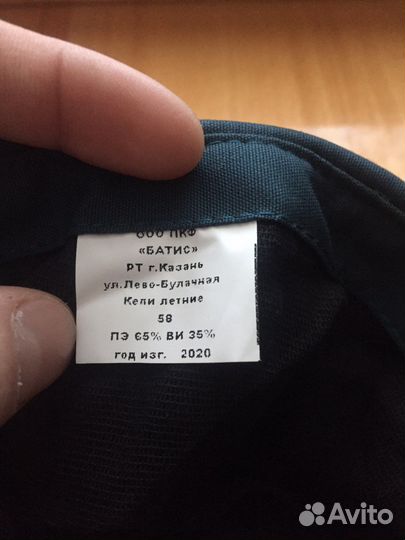 ООО ПКФ
«БАТИС»
РТ г.Казань
ул.Лево-Булачная
Кепи летние
58
ПЭ 65% ВИ 35%
год изг. 2020
Avito